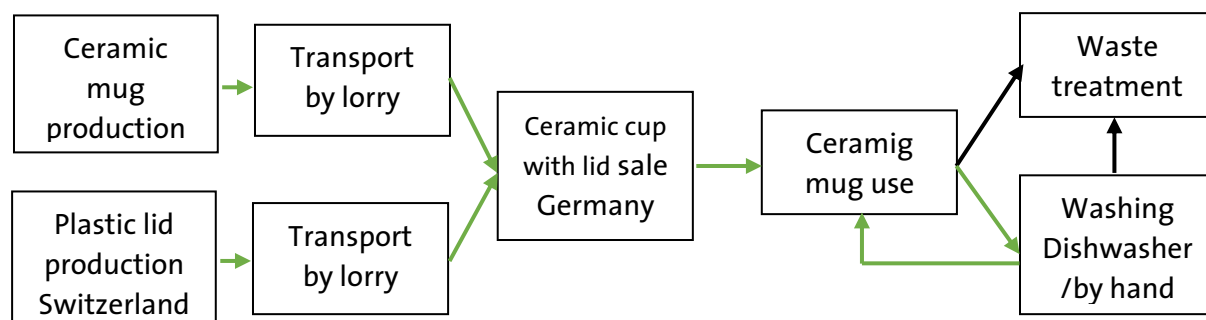 Ceramic
mug
production
Transport
by lorry
Plastic lid
production
Switzerland
Transport
by lorry
Ceramic cup
with lid sale
Germany
Ceramig
mug use
Waste
treatment
Washing
Dishwasher
/by hand